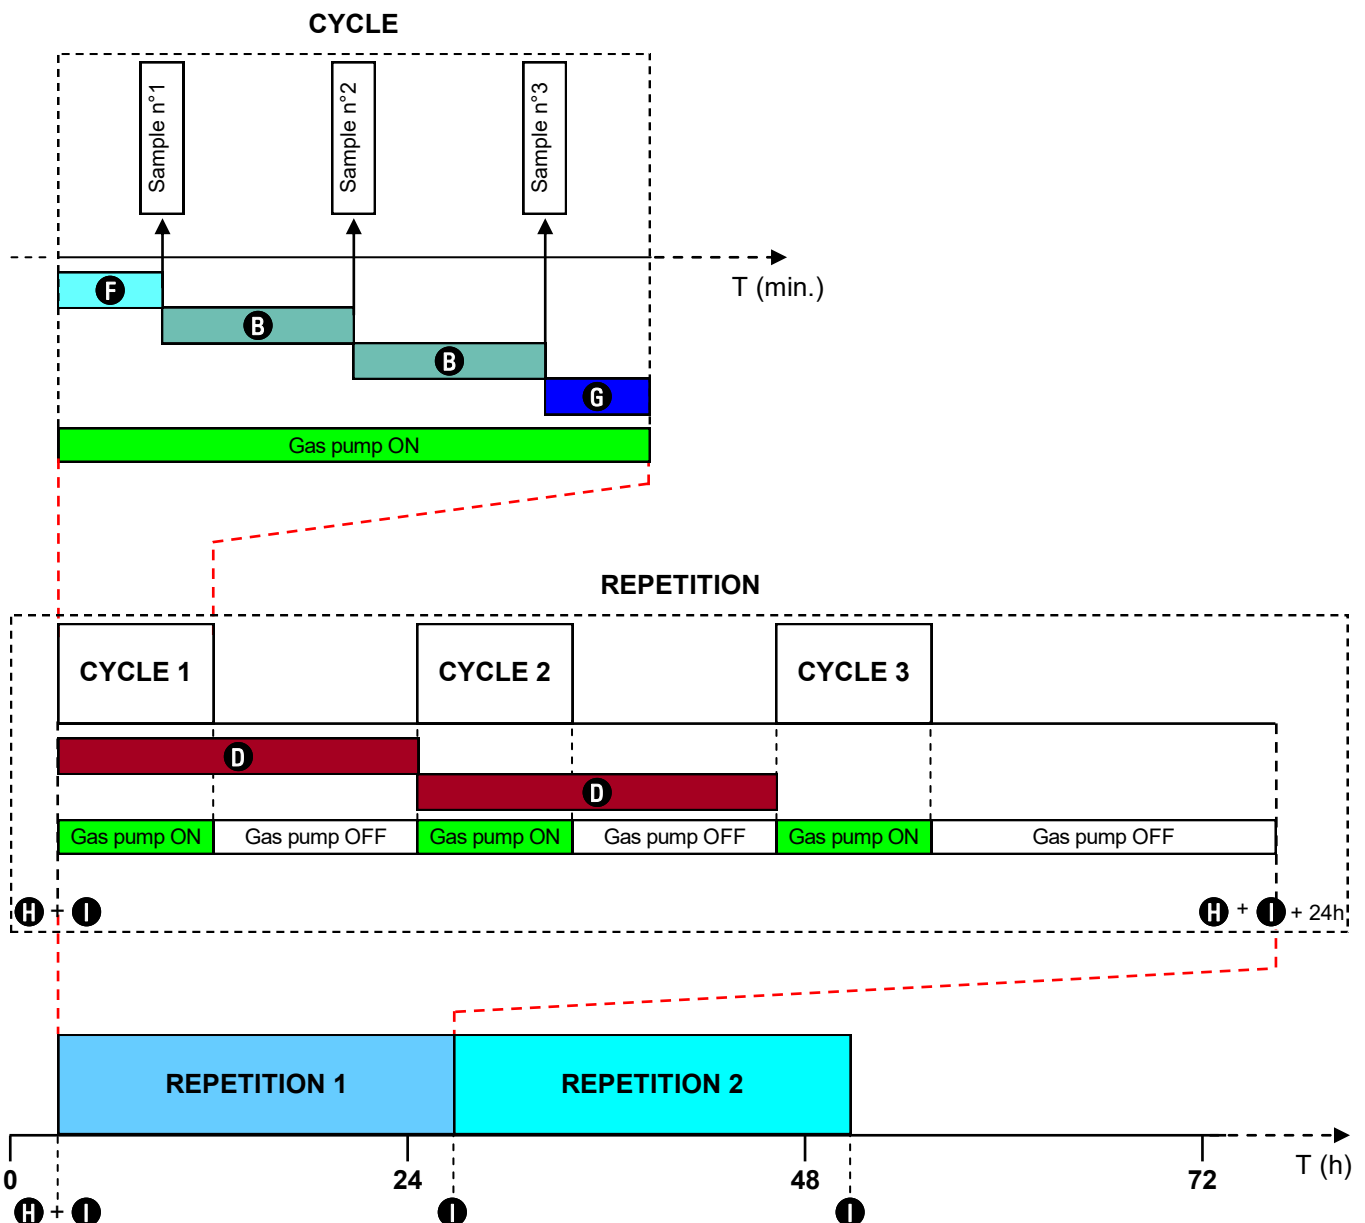 CYCLE
Sample n°1
Sample n°2
Sample n°3
T (min.)
F
B
B
G
Gas pump ON
REPETITION
CYCLE 1 CYCLE 2 CYCLE 3
D
D
Gas pump ON Gas pump OFF Gas pump ON Gas pump OFF Gas pump ON Gas pump OFF
H + I H + I + 24h
REPETITION 1 REPETITION 2
T (h)
0 24 48 72
H + I I I